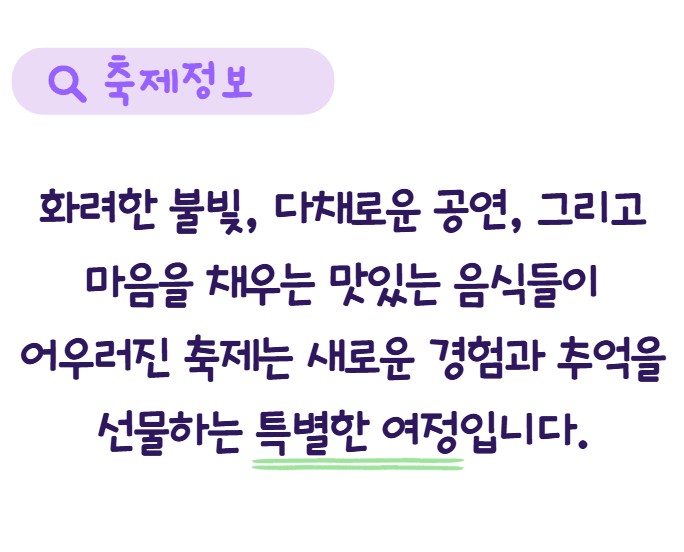 축제정보
화려한 불빛, 다채로운 공연, 그리고
마음을 채우는 맛있는 음식들이
어우러진 축제는 새로운 경험과 추억을
선물하는 특별한 여정입니다.